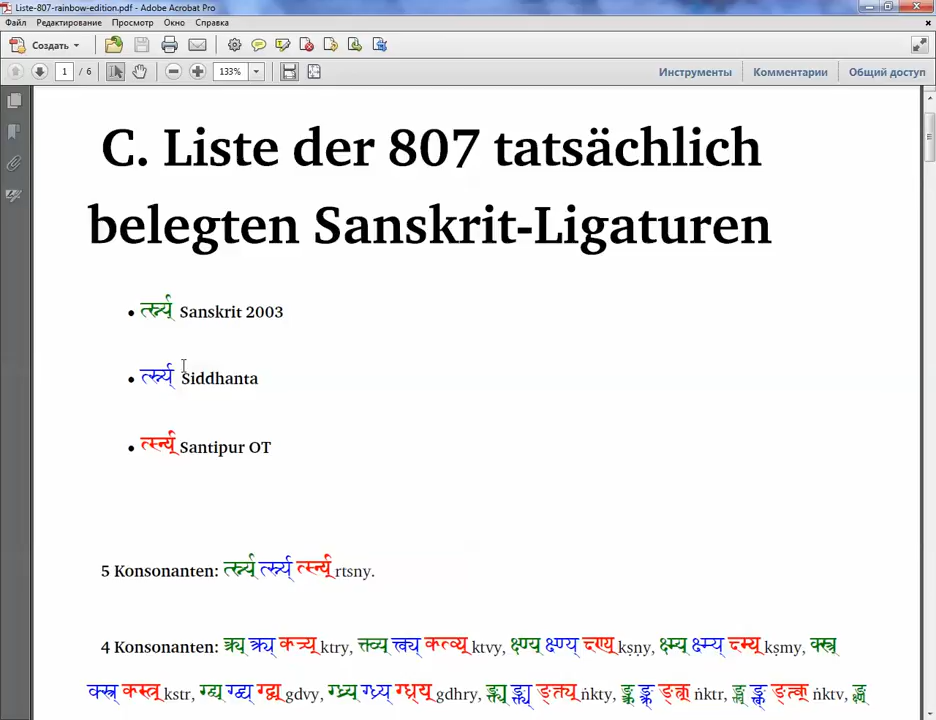 Liste-807-rainbow-edition.pdf - Adobe Acrobat Pro
Файл Редактирование Просмотр Окно Справка
Создать
1 / 6 133% Инструменты Комментарии Общий доступ
C. Liste der 807 tatsächlich
belegten Sanskrit-Ligaturen
• र्त्स्न्य् Sanskrit 2003
• र्त्स्न्य् Siddhanta
• र्त्स्न्य् Santipur OT
5 Konsonanten: र्त्स्न्य् र्त्स्न्य् र्त्स्न्य् rtsny.
4 Konsonanten: क्त्र्य् क्त्र्य् क्त्र्य् ktry, क्त्व्य् क्त्व्य् क्त्व्य् ktvy, क्ष्ण्य् क्ष्ण्य् क्ष्ण्य् kṣṇy, क्ष्म्य् क्ष्म्य् क्ष्म्य् kṣmy, क्स्त्र्
क्स्त्र् क्स्त्र् kstr, ग्द्व्य् ग्द्व्य् ग्द्व्य् gdvy, ग्ध्र्य् ग्ध्र्य् ग्ध्र्य् gdhry, ङ्क्त्य् ङ्क्त्य् ङ्क्त्य् ṅkty, ङ्क्त्र् ङ्क्त्र् ङ्क्त्र् ṅktr, ङ्क्त्व् ङ्क्त्व् ङ्क्त्व् ṅktv,